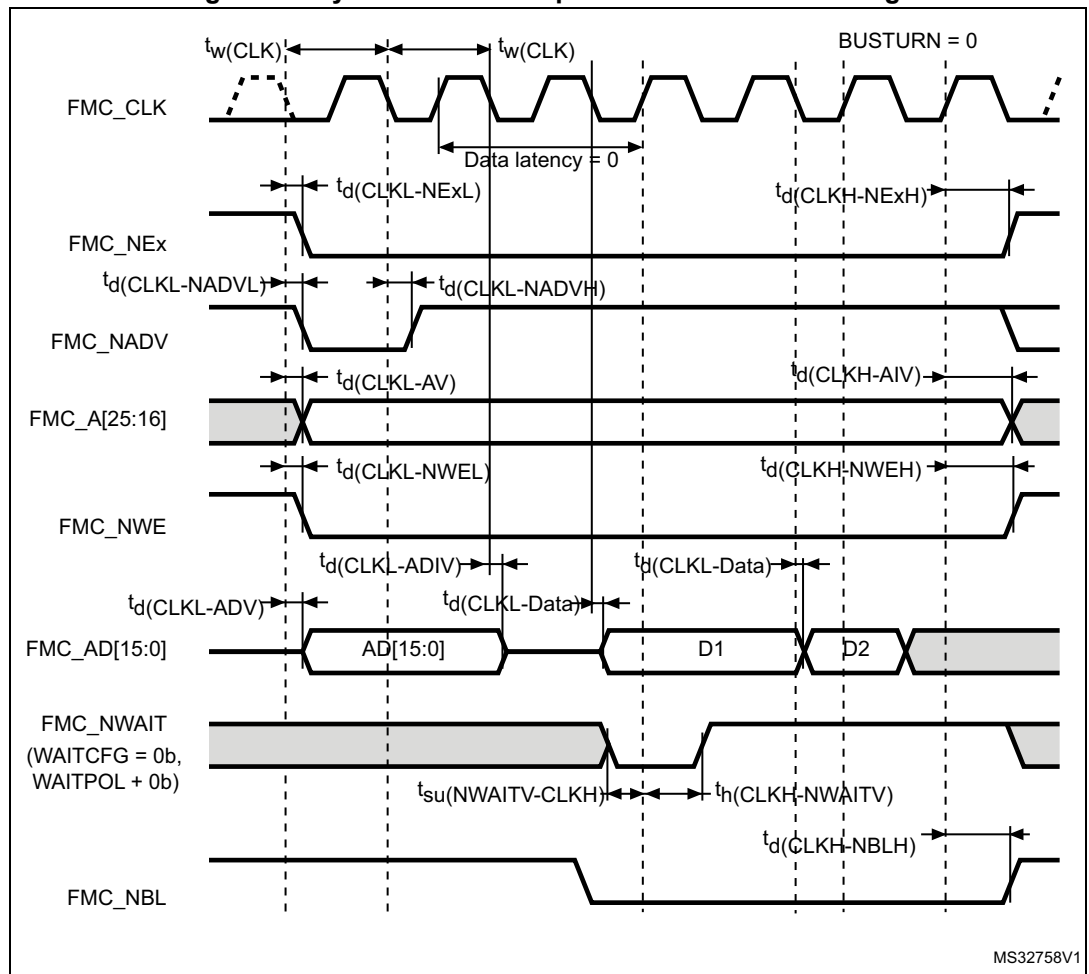 tw(CLK) tw(CLK) BUSTURN = 0
FMC_CLK
Data latency = 0
td(CLKL-NExL) td(CLKH-NExH)
FMC_NEx
td(CLKL-NADVL) td(CLKL-NADVH)
FMC_NADV
td(CLKL-AV) td(CLKH-AIV)
FMC_A[25:16]
td(CLKL-NWEL) td(CLKH-NWEH)
FMC_NWE
td(CLKL-ADIV) td(CLKL-Data)
td(CLKL-ADV) td(CLKL-Data)
FMC_AD[15:0] AD[15:0] D1 D2
FMC_NWAIT
(WAITCFG = 0b,
WAITPOL + 0b)
tsu(NWAITV-CLKH) th(CLKH-NWAITV)
td(CLKH-NBLH)
FMC_NBL
MS32758V1